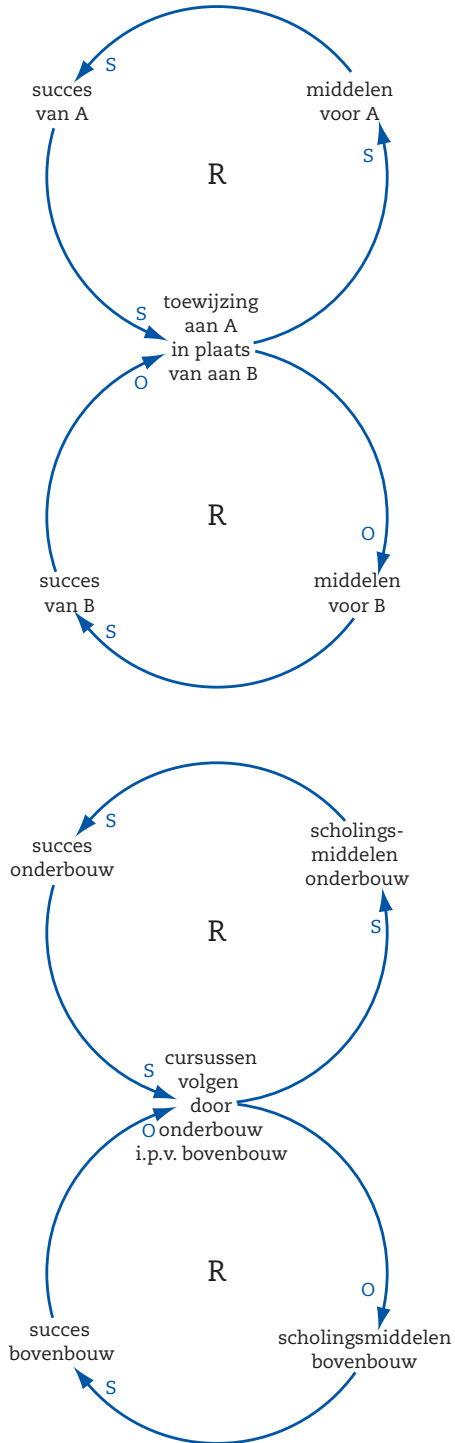 S
succes
van A
middelen
voor A
S
R
S
toewijzing
aan A
in plaats
van aan B
O
R
O
succes
van B
middelen
voor B
S
S
succes
onderbouw
scholings-
middelen
onderbouw
S
R
S
cursussen
volgen
door
O onderbouw
i.p.v. bovenbouw
R
O
succes
bovenbouw
scholingsmiddelen
bovenbouw
S